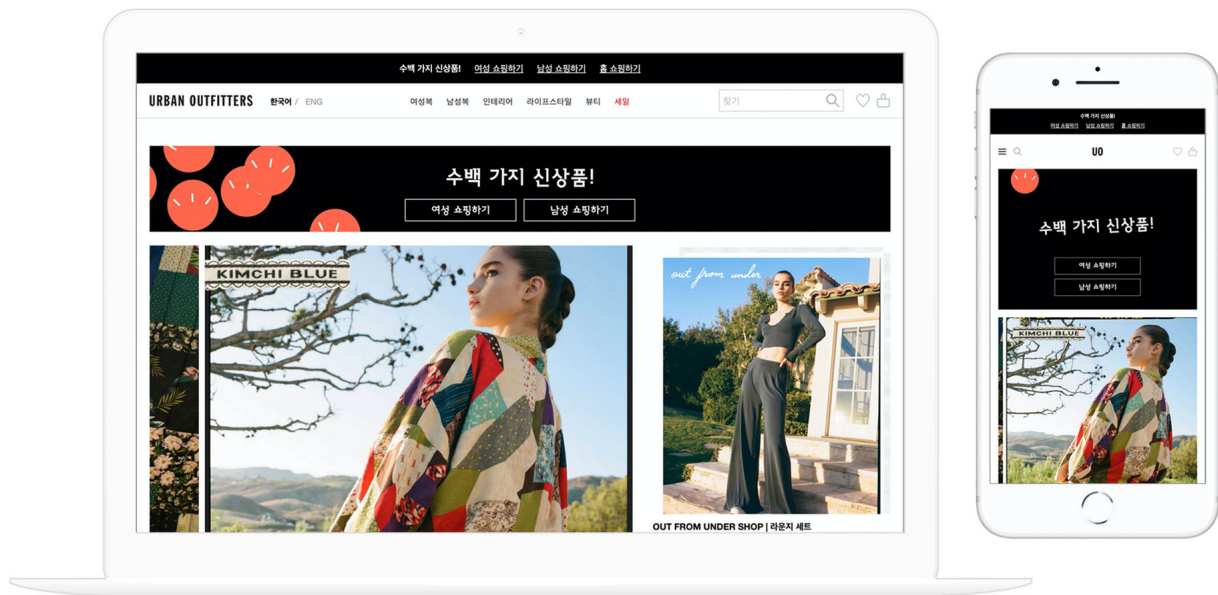 수백 가지 신상품! 여성 쇼핑하기 남성 쇼핑하기 홈 쇼핑하기
URBAN OUTFITTERS 한국어 / ENG 여성복 남성복 인테리어 라이프스타일 뷰티 세일 찾기
수백 가지 신상품!
여성 쇼핑하기 남성 쇼핑하기
KIMCHI BLUE
out from under
OUT FROM UNDER SHOP | 라운지 세트
수백 가지 신상품!
여성 쇼핑하기 남성 쇼핑하기 홈 쇼핑하기
UO
수백 가지 신상품!
여성 쇼핑하기
남성 쇼핑하기
KIMCHI BLUE